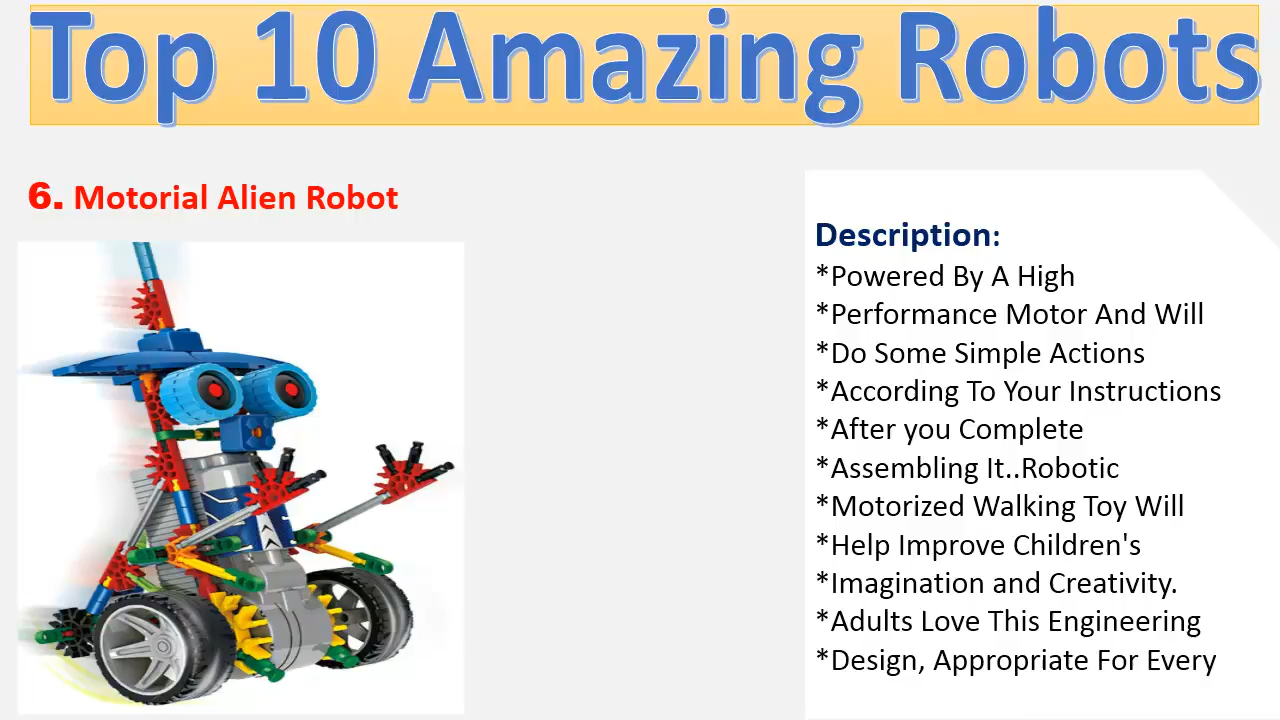 Top 10 Amazing Robots
6. Motorial Alien Robot
Description:
*Powered By A High
*Performance Motor And Will
*Do Some Simple Actions
*According To Your Instructions
*After you Complete
*Assembling It..Robotic
*Motorized Walking Toy Will
*Help Improve Children's
*Imagination and Creativity.
*Adults Love This Engineering
*Design, Appropriate For Every